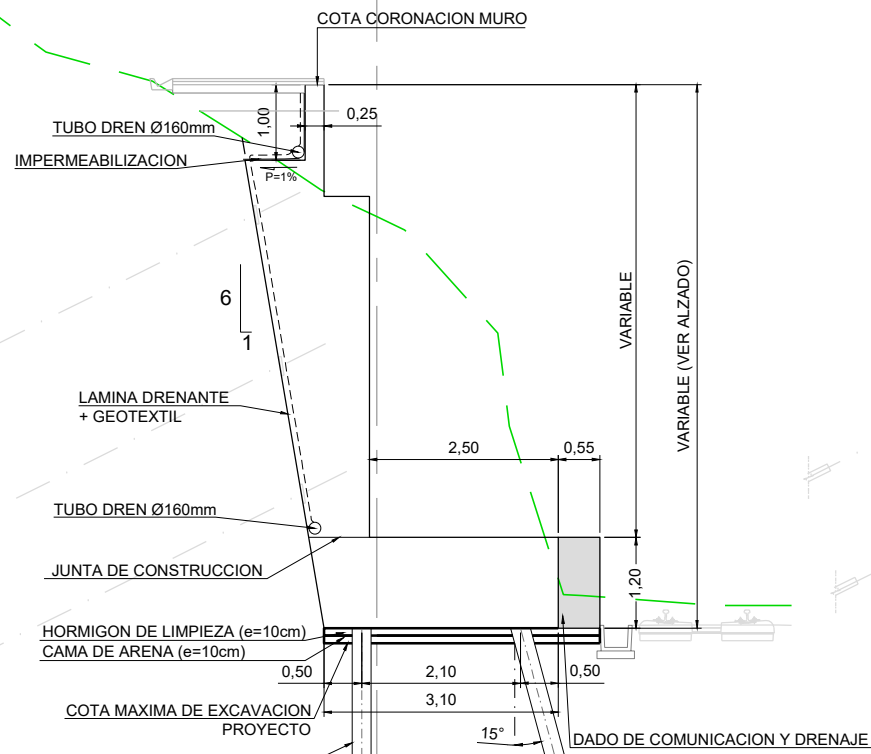 COTA CORONACION MURO
1,00
0,25
TUBO DREN Ø160mm
IMPERMEABILIZACION
P=1%
6
1
VARIABLE
VARIABLE (VER ALZADO)
LAMINA DRENANTE
+ GEOTEXTIL
2,50
0,55
TUBO DREN Ø160mm
JUNTA DE CONSTRUCCION
1,20
HORMIGON DE LIMPIEZA (e=10cm)
CAMA DE ARENA (e=10cm)
0,50
2,10
0,50
3,10
COTA MAXIMA DE EXCAVACION
PROYECTO
15°
DADO DE COMUNICACION Y DRENAJE